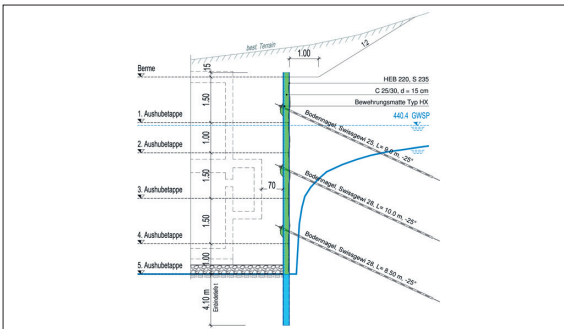 best. Terrain
1.00
1/2
Berme
15
HEB 220, S 235
C 25/30, d = 15 cm
Bewehrungsmatte Typ HX
1.50
440.4 GWSP
1. Aushubetappe
Bodennagel, Swissgewi 25, L= 9.0 m, -25°
1.00
2. Aushubetappe
1.50
70
Bodennagel, Swissgewi 28, L= 10.0 m, -25°
3. Aushubetappe
1.50
4. Aushubetappe
Bodennagel, Swissgewi 28, L= 8.50 m, -25°
1.00
5. Aushubetappe
4.10 m
Einbindetiefe t